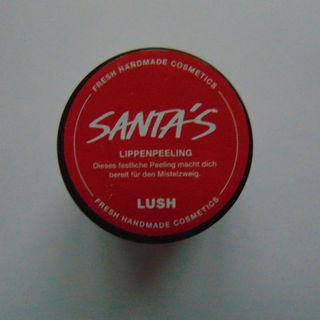 FRESH HANDMADE COSMETICS
SANTA'S
LIPPENPEELING
Dieses festliche Peeling macht dich
bereit für den Mistelzweig.
LUSH
FRESH HANDMADE COSMETICS